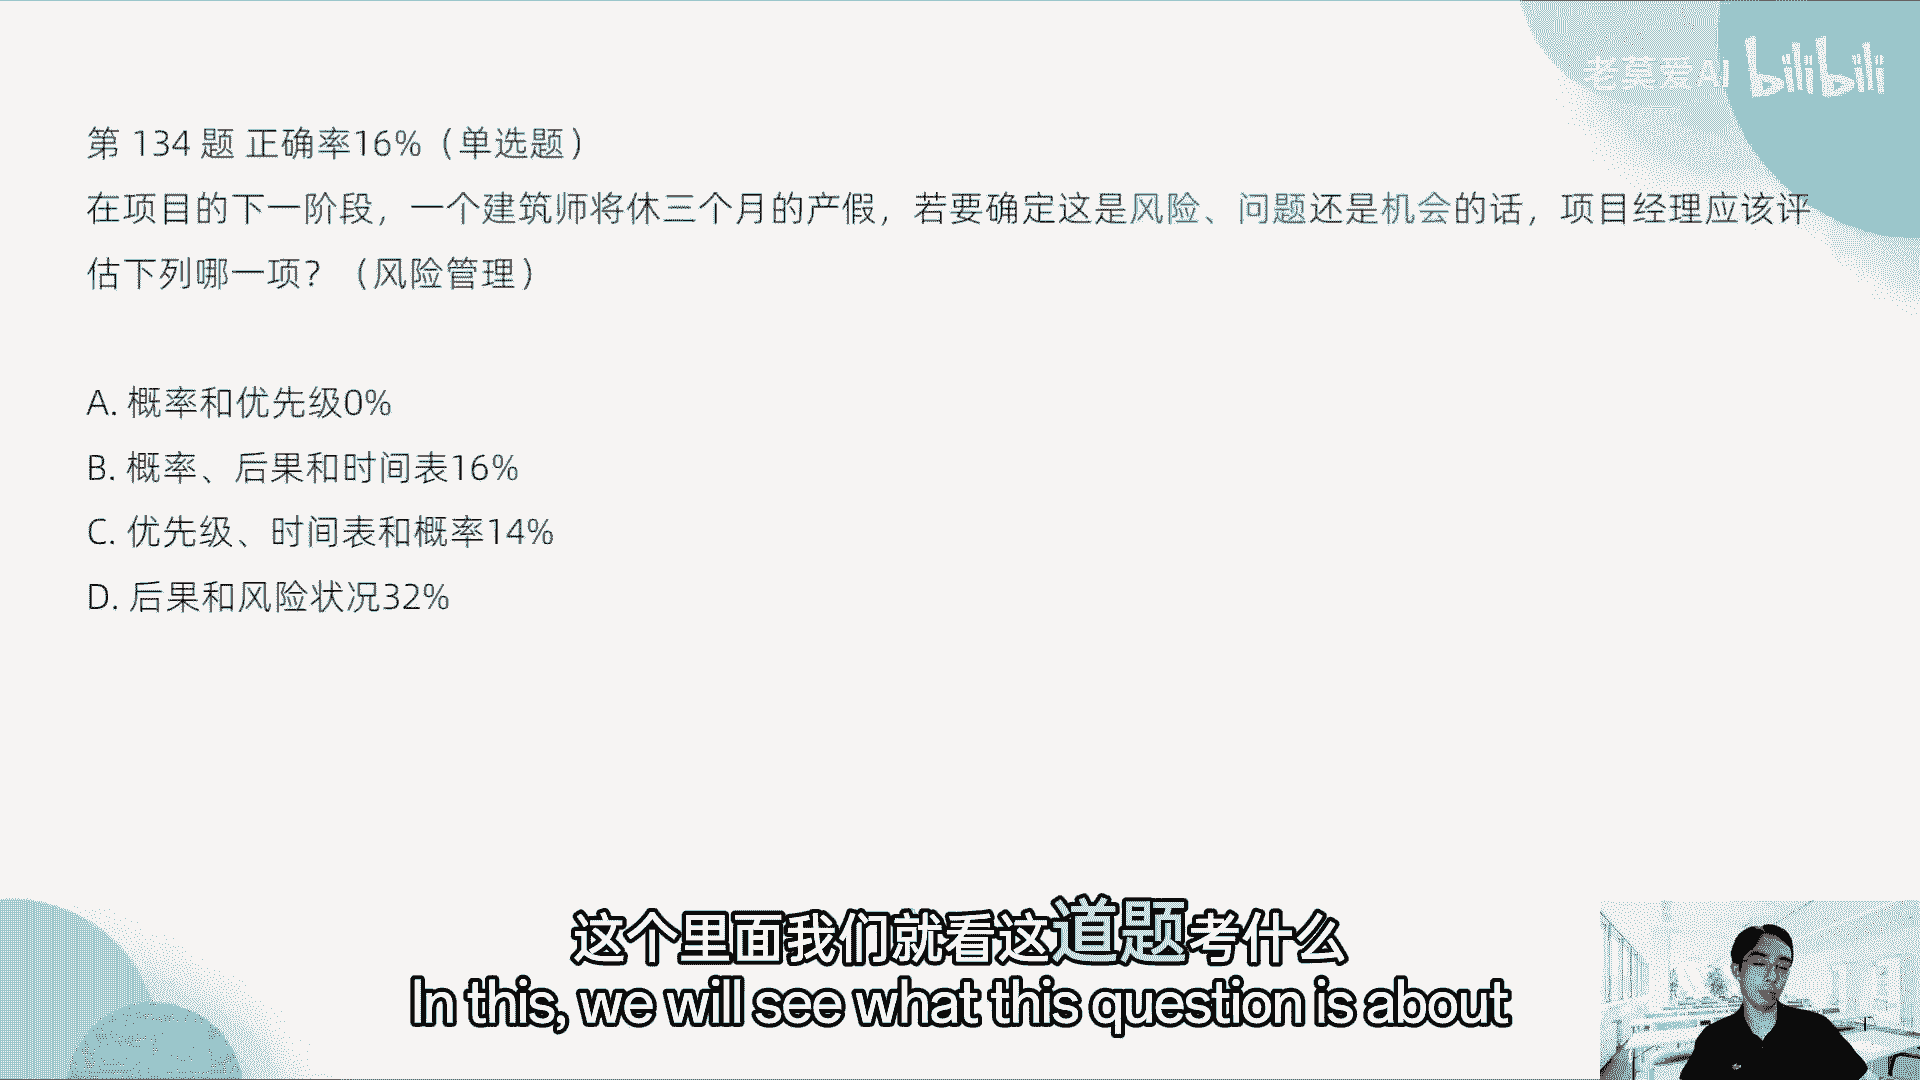 老莫爱AI bilibili
第 134 题 正确率16%（单选题）
在项目的下一阶段，一个建筑师将休三个月的产假，若要确定这是风险、问题还是机会的话，项目经理应该评
估下列哪一项？（风险管理）
A. 概率和优先级0%
B. 概率、后果和时间表16%
C. 优先级、时间表和概率14%
D. 后果和风险状况32%
这个里面我们就看这道题考什么
In this, we will see what this question is about